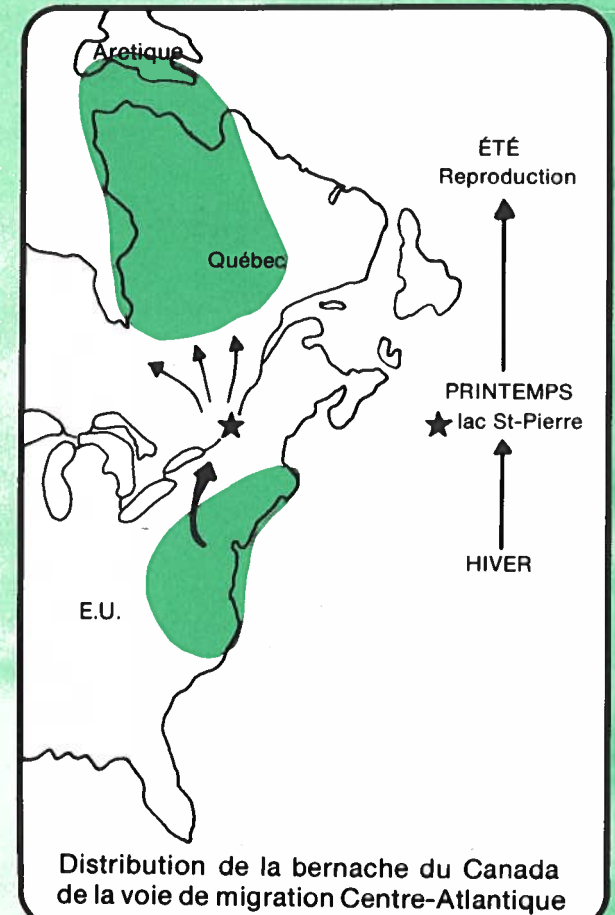 Arctique
ÉTÉ
Reproduction
Québec
PRINTEMPS
★ lac St-Pierre
HIVER
E.U.
Distribution de la bernache du Canada
de la voie de migration Centre-Atlantique